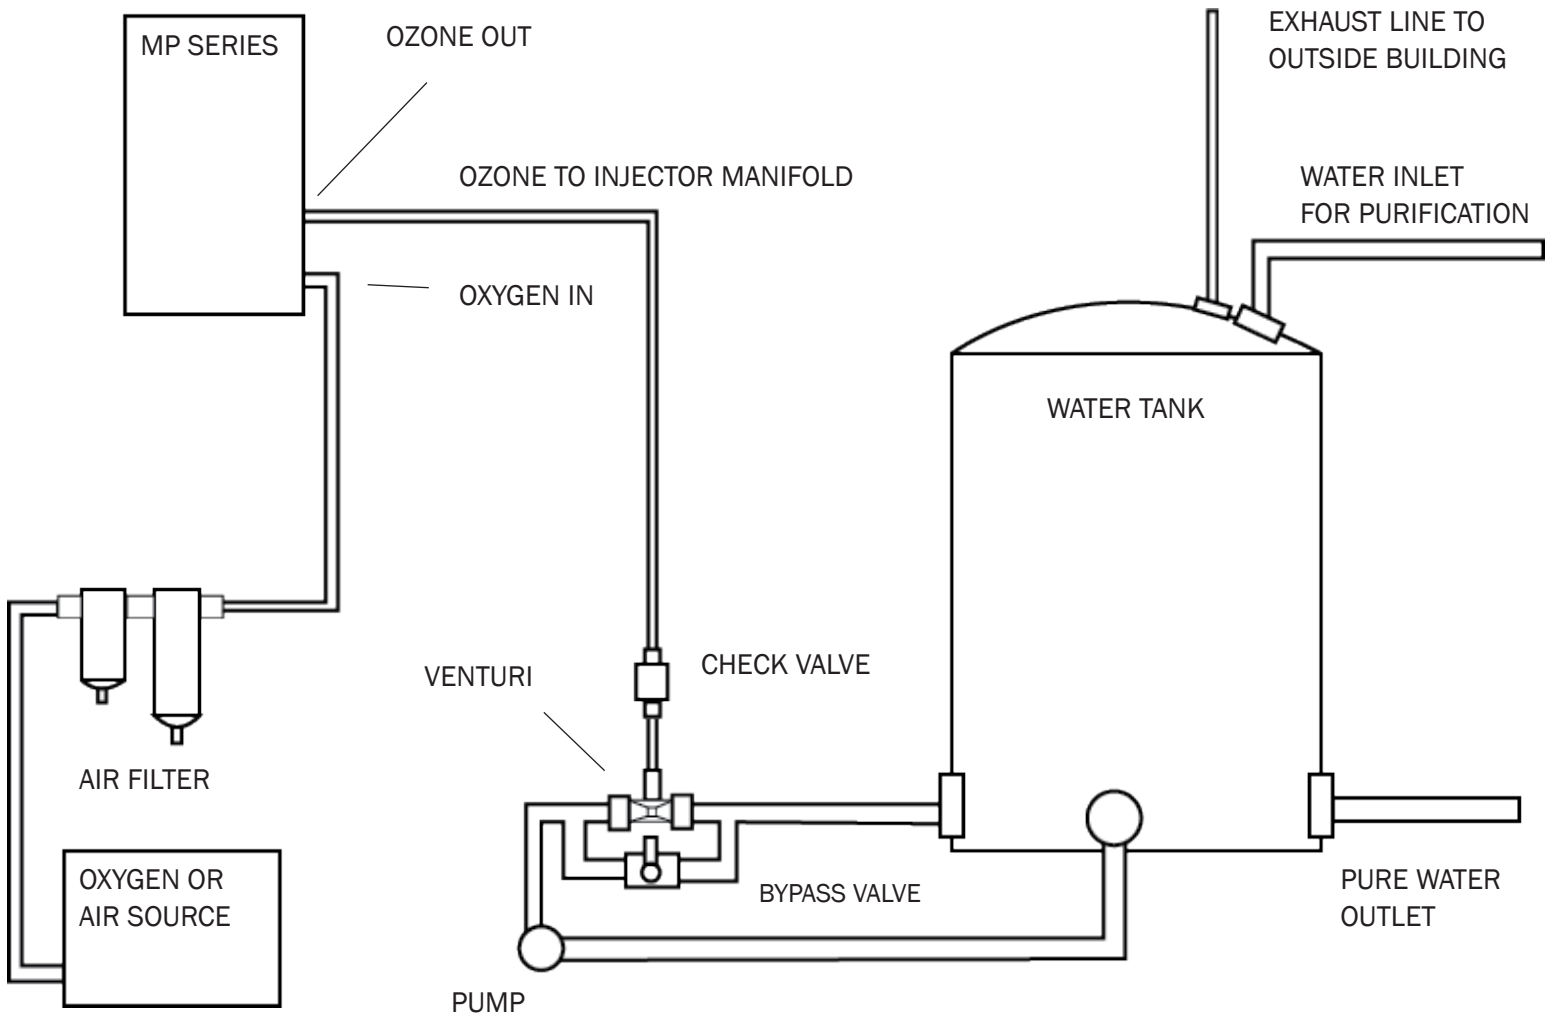 MP SERIES
OZONE OUT
EXHAUST LINE TO
OUTSIDE BUILDING
OZONE TO INJECTOR MANIFOLD
WATER INLET
FOR PURIFICATION
OXYGEN IN
WATER TANK
VENTURI
CHECK VALVE
AIR FILTER
OXYGEN OR
AIR SOURCE
BYPASS VALVE
PURE WATER
OUTLET
PUMP